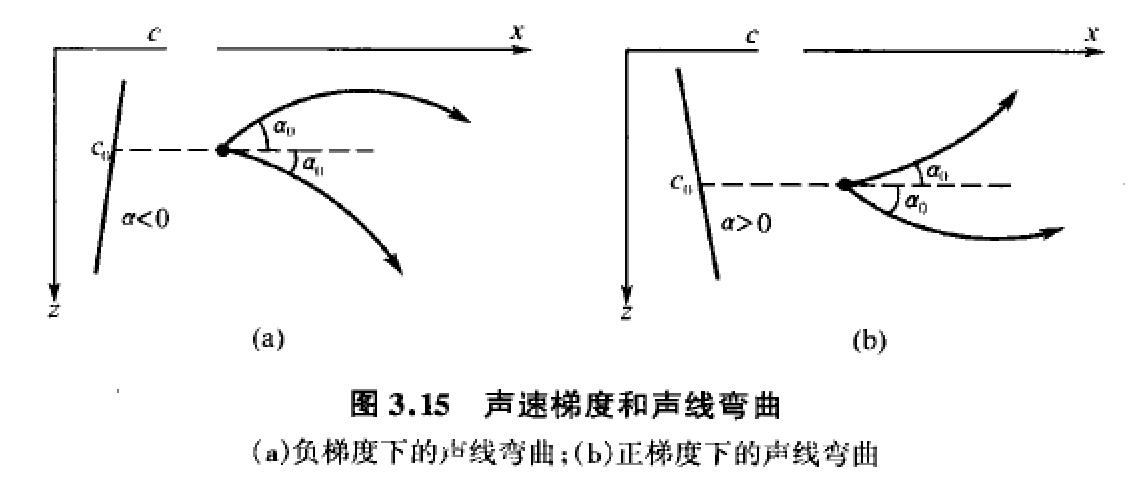 c x c x
α₀ α₀
c₀ α₀ c₀ α₀
α<0 α>0
z z
(a) (b)
图 3.15 声速梯度和声线弯曲
(a)负梯度下的声线弯曲;(b)正梯度下的声线弯曲